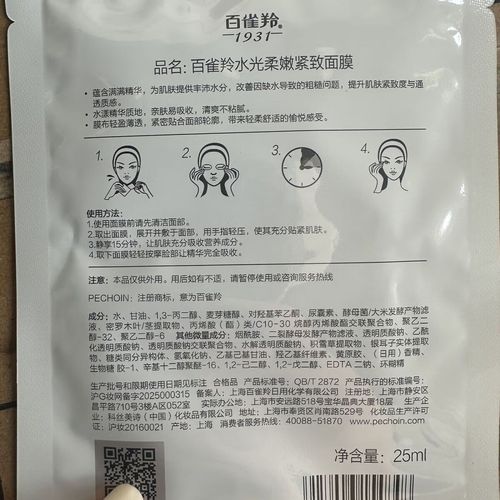 百雀羚®
1931
品名: 百雀羚水光柔嫩紧致面膜
· 蕴含满满精华，为肌肤提供丰沛水分，改善因缺水导致的粗糙问题，提升肌肤紧致度与通
透质感。
· 水漾精华质地，亲肤易吸收，清爽不粘腻。
· 膜布轻盈薄透，紧密贴合面部轮廓，带来轻柔舒适的愉悦感受。
1. 2. 3. 4.
使用方法：
1.使用面膜前请先清洁面部。
2.取出面膜，展开并敷于面部，用手指轻压，使其充分贴紧肌肤。
3.静享15分钟，让肌肤充分吸收营养成分。
4.取下面膜轻轻按摩脸部让精华完全吸收。
注意：本品仅供外用。用后如有不适，请暂停使用或咨询服务热线
PECHOIN：注册商标，意为百雀羚
成分：水、甘油、1,3-丙二醇、麦芽糖醇、对羟基苯乙酮、尿囊素、酵母菌/大米发酵产物滤
液、密罗木叶/茎提取物、丙烯酸（酯）类/C10-30 烷醇丙烯酸酯交联聚合物、聚乙二
醇-32、聚乙二醇-6 其他微量成分：烟酰胺、二裂酵母发酵产物滤液、透明质酸钠、乙酰
化透明质酸钠、透明质酸钠交联聚合物、水解透明质酸钠、积雪草提取物、银耳子实体提取
物、糖类同分异构体、氢氧化钠、乙基己基甘油、羟乙基纤维素、黄原胶、（日用）香精、
生物糖胶-1、辛基十二醇聚醚-16、1,2-己二醇、1,2-戊二醇、EDTA 二钠、环糊精
生产批号和限期使用日期见标注 合格品 产品标准号：QB/T 2872 产品执行的标准编号：
沪G妆网备字2025000315 备案人：上海百雀羚日用化学有限公司 注册地址：上海市静安区
昌平路710号3楼A区052室 实际办公地：上海市静安区
企业：科丝美诗（中国）化妆品有限公司 地址：上海市奉贤区肖南路529号 化妆品生产许可
证：沪妆20160021 产地：上海 消费者服务热线：40088-51870 www.pechoin.com
净含量: 25ml